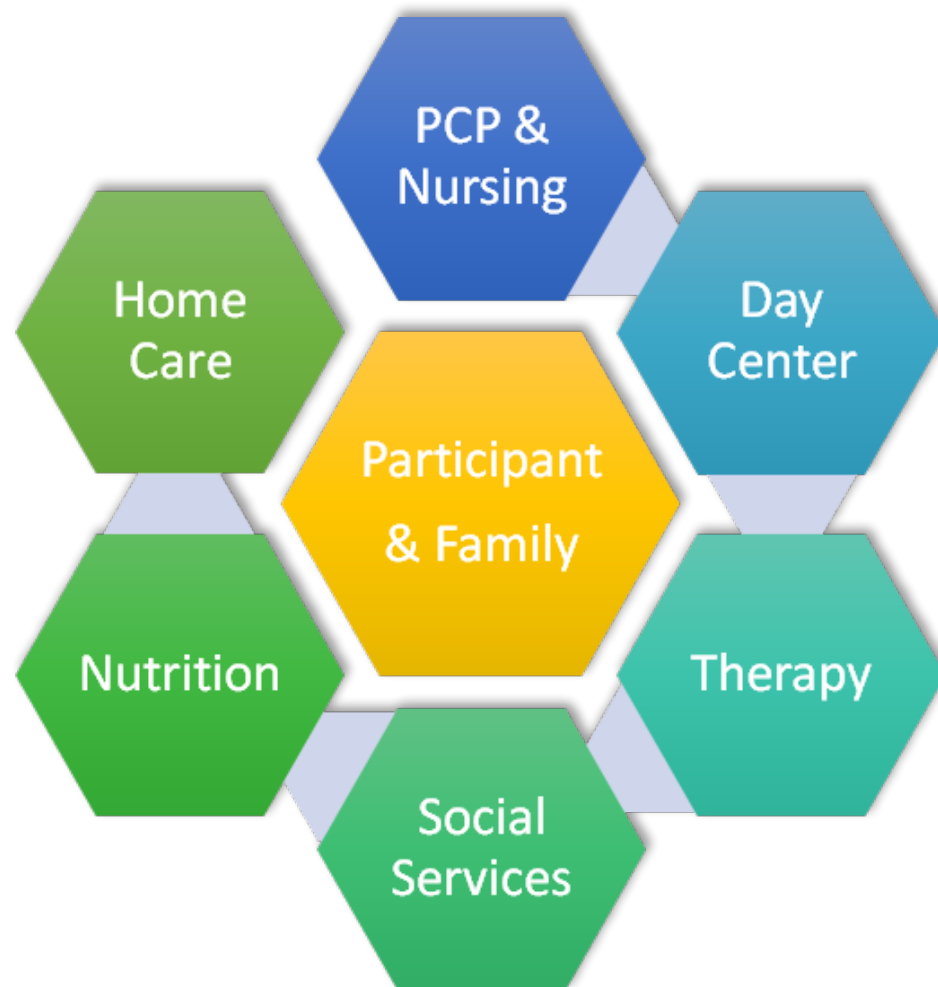 PCP &
Nursing
Home
Care
Day
Center
Participant
& Family
Nutrition
Therapy
Social
Services